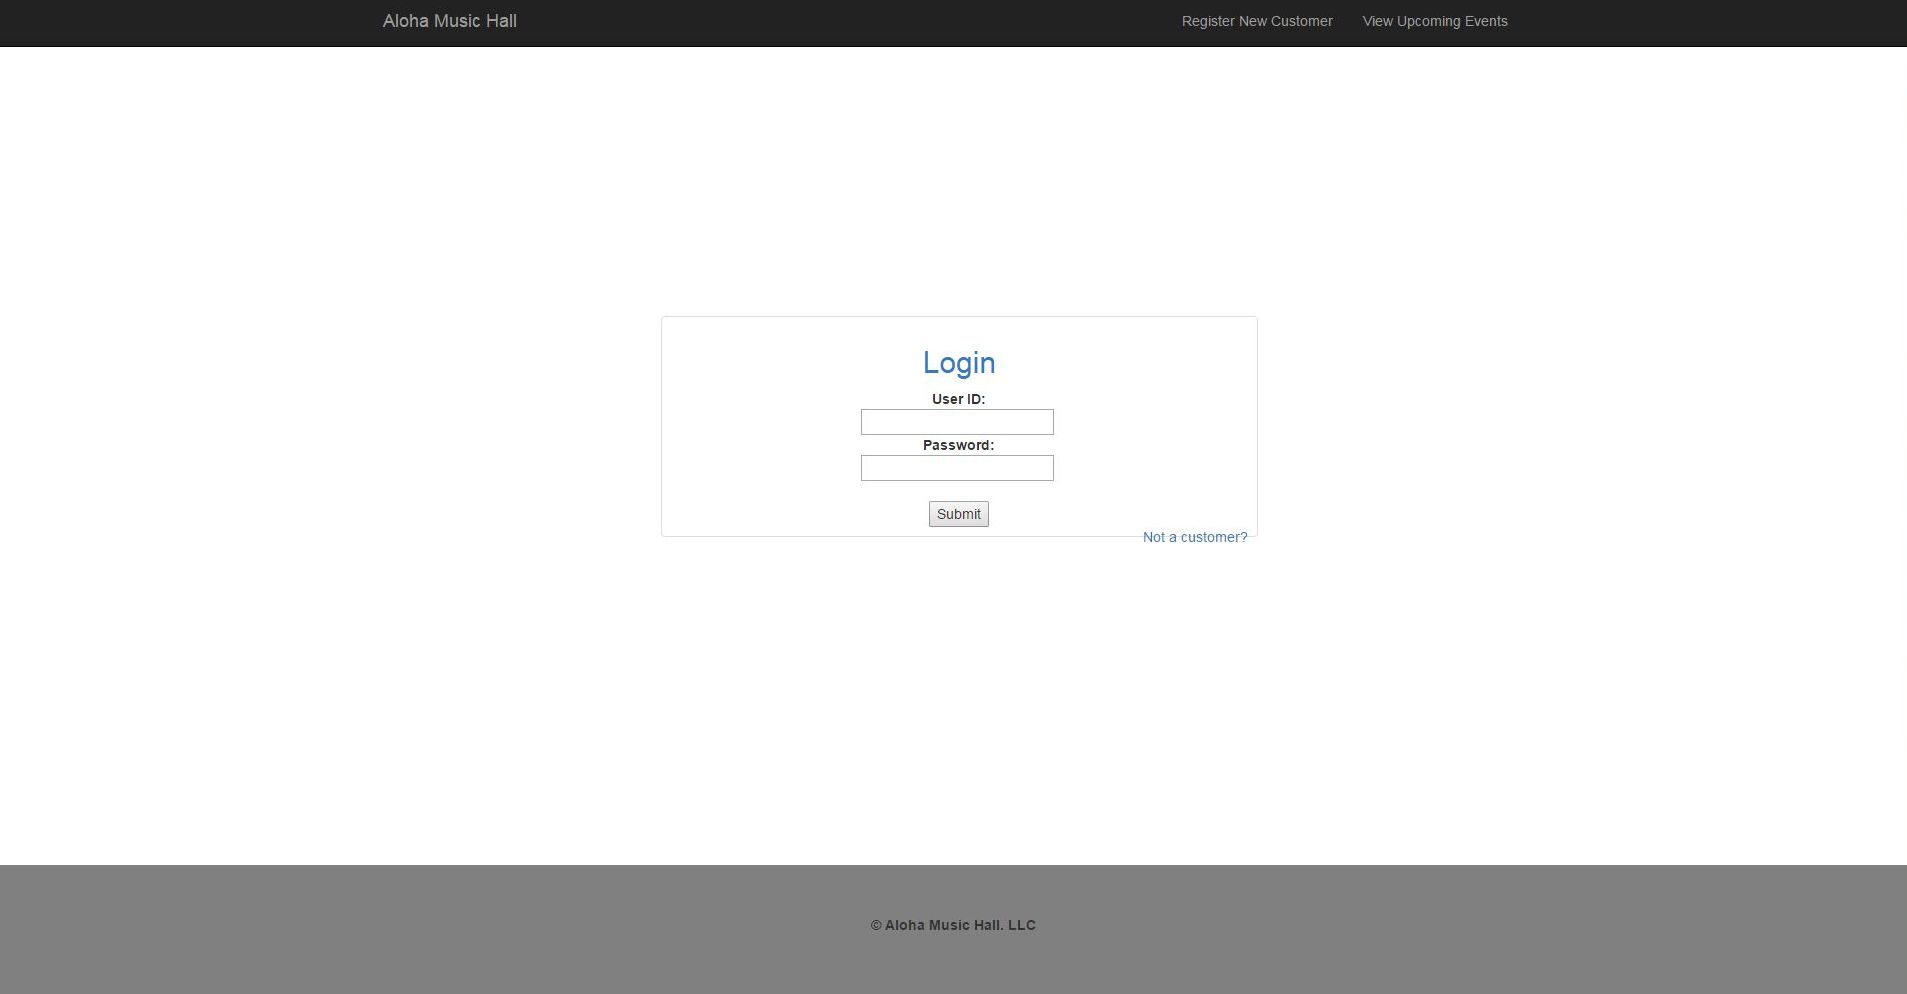 Aloha Music Hall
Register New Customer
View Upcoming Events
Login
User ID:
Password:
Submit
Not a customer?
© Aloha Music Hall. LLC